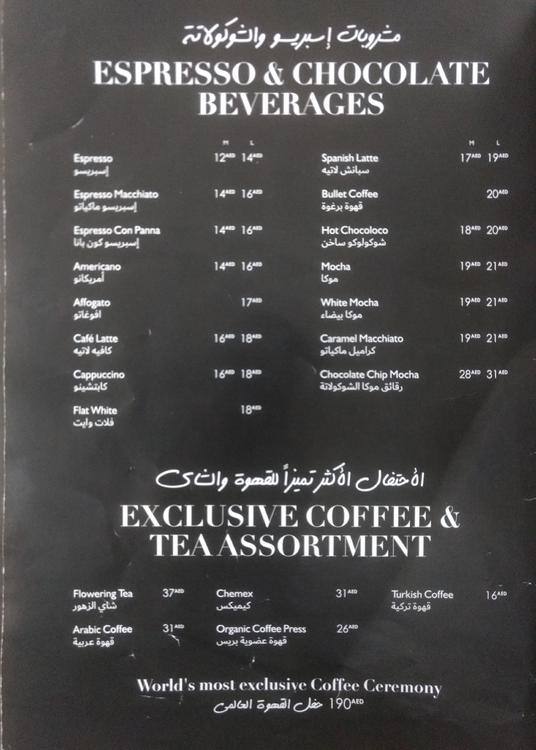 مشروبات إسبريسو والشوكولاتة
ESPRESSO & CHOCOLATE
BEVERAGES
M L
Espresso 12AED 14AED
إسبريسو
Espresso Macchiato 14AED 16AED
إسبريسو ماكياتو
Espresso Con Panna 14AED 16AED
إسبريسو كون بانا
Americano 14AED 16AED
أمريكانو
Affogato 17AED
افوغاتو
Café Latte 16AED 18AED
كافيه لاتيه
Cappuccino 16AED 18AED
كابتشينو
Flat White 18AED
فلات وايت
M L
Spanish Latte 17AED 19AED
سبانش لاتيه
Bullet Coffee 20AED
قهوة برغوة
Hot Chocoloco 18AED 20AED
شوكولوكو ساخن
Mocha 19AED 21AED
موكا
White Mocha 19AED 21AED
موكا بيضاء
Caramel Macchiato 19AED 21AED
كراميل ماكياتو
Chocolate Chip Mocha 28AED 31AED
رقائق موكا الشوكولاتة
الأحتفال الأكثر تميزاً للقهوة والشاى
EXCLUSIVE COFFEE &
TEA ASSORTMENT
Flowering Tea 37AED
شاي الزهور
Arabic Coffee 31AED
قهوة عربية
Chemex 31AED
كيميكس
Organic Coffee Press 26AED
قهوة عضوية بريس
Turkish Coffee 16AED
قهوة تركية
World's most exclusive Coffee Ceremony
حفل القهوة العالمى 190AED